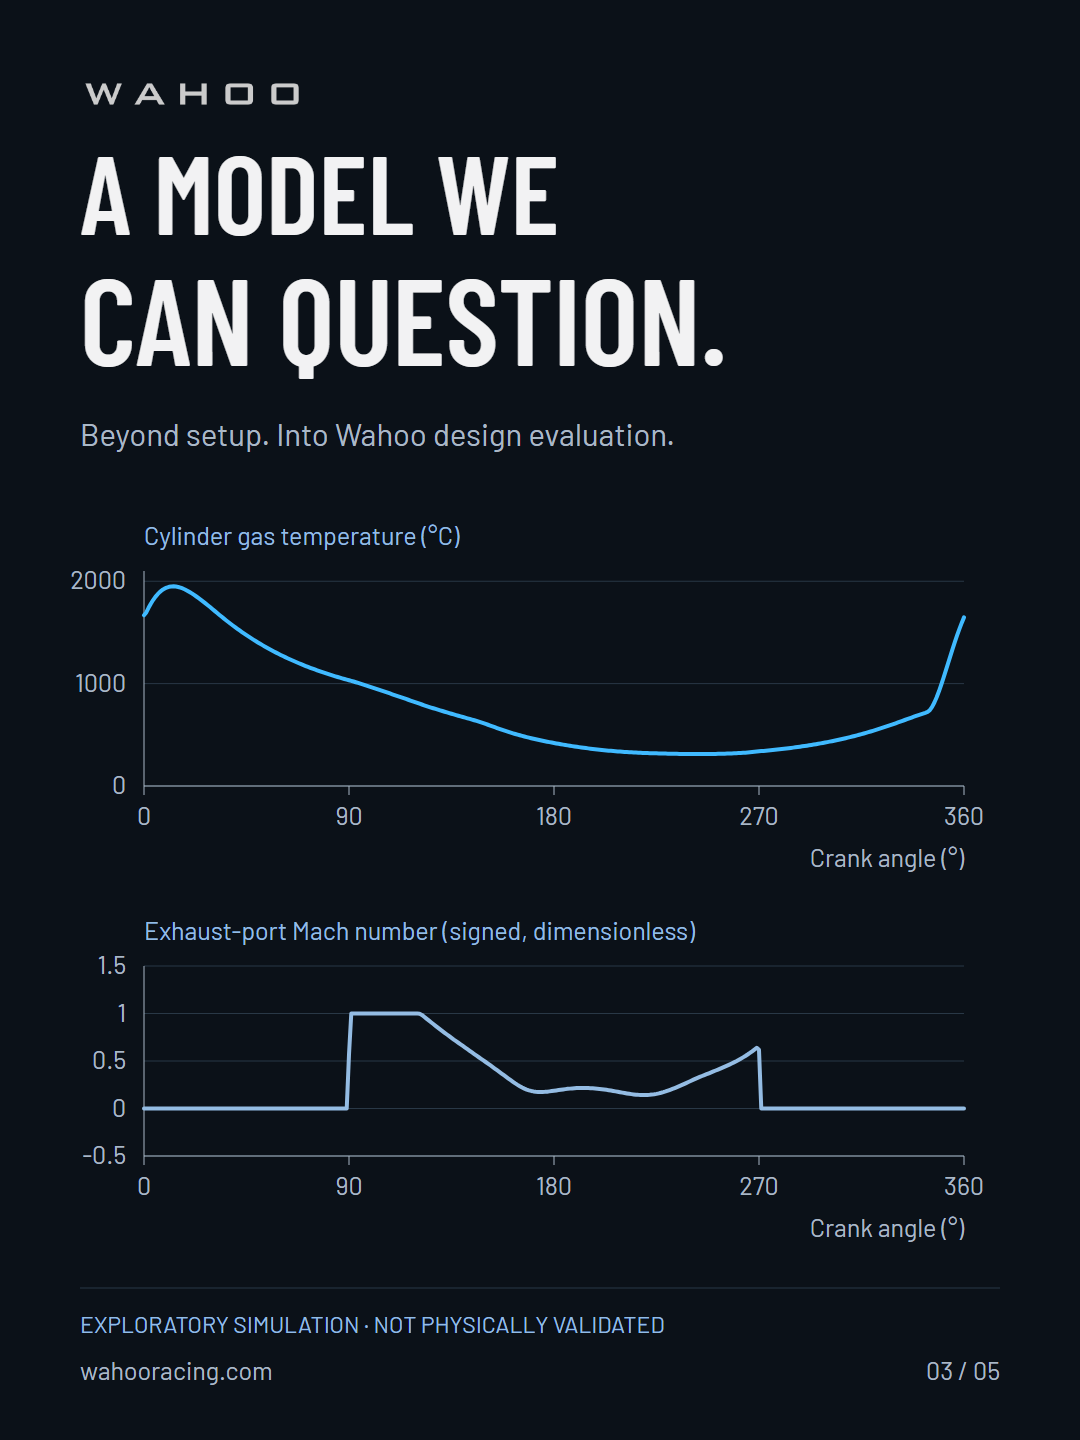 WAHOO
A MODEL WE
CAN QUESTION.
Beyond setup. Into Wahoo design evaluation.
Cylinder gas temperature (°C)
2000
1000
0
0 90 180 270 360
Crank angle (°)
Exhaust-port Mach number (signed, dimensionless)
1.5
1
0.5
0
-0.5
0 90 180 270 360
Crank angle (°)
EXPLORATORY SIMULATION · NOT PHYSICALLY VALIDATED
wahooracing.com 03 / 05